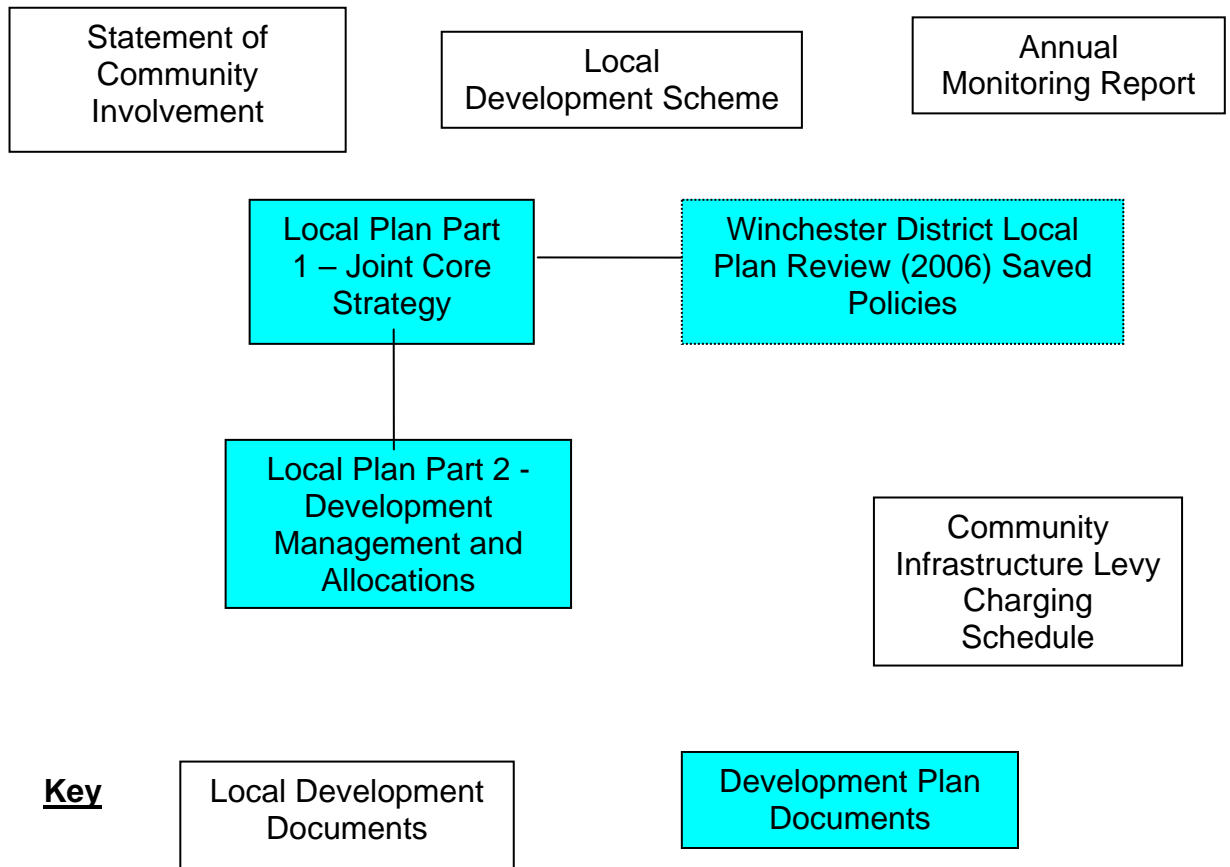 Statement of
Community
Involvement
Local
Development Scheme
Annual
Monitoring Report
Local Plan Part
1 – Joint Core
Strategy
Winchester District Local
Plan Review (2006) Saved
Policies
Local Plan Part 2 -
Development
Management and
Allocations
Community
Infrastructure Levy
Charging
Schedule
Key
Local Development
Documents
Development Plan
Documents